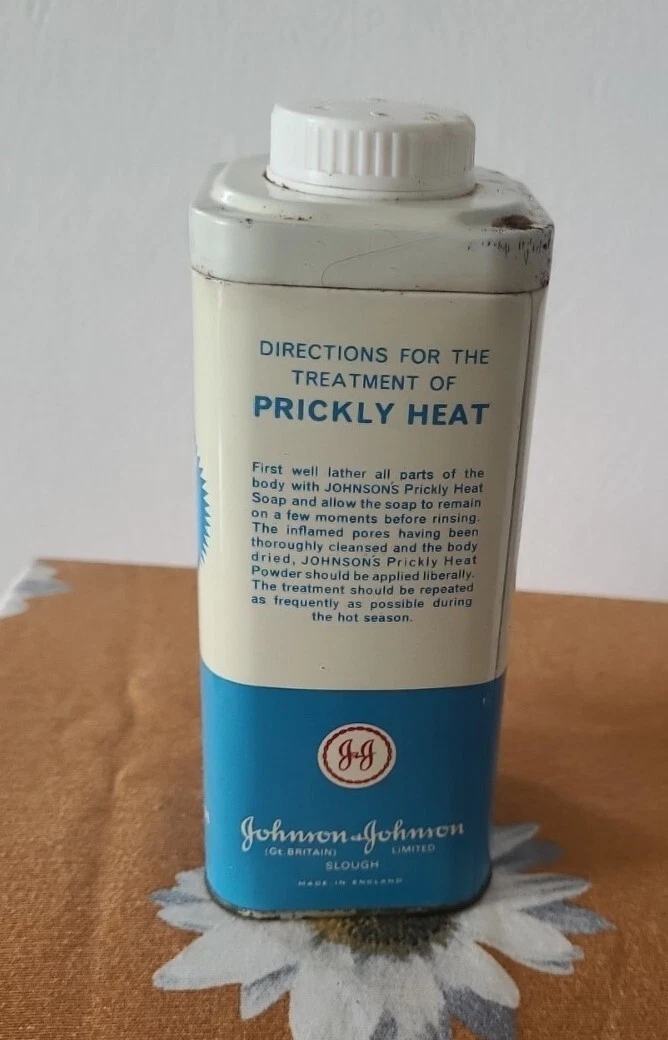 DIRECTIONS FOR THE
TREATMENT OF
PRICKLY HEAT
First well lather all parts of the
body with JOHNSON'S Prickly Heat
Soap and allow the soap to remain
on a few moments before rinsing.
The inflamed pores having been
thoroughly cleansed and the body
dried, JOHNSON'S Prickly Heat
Powder should be applied liberally.
The treatment should be repeated
as frequently as possible during
the hot season.
J&J
Johnson & Johnson
(Gt. BRITAIN) LIMITED
SLOUGH
MADE IN ENGLAND